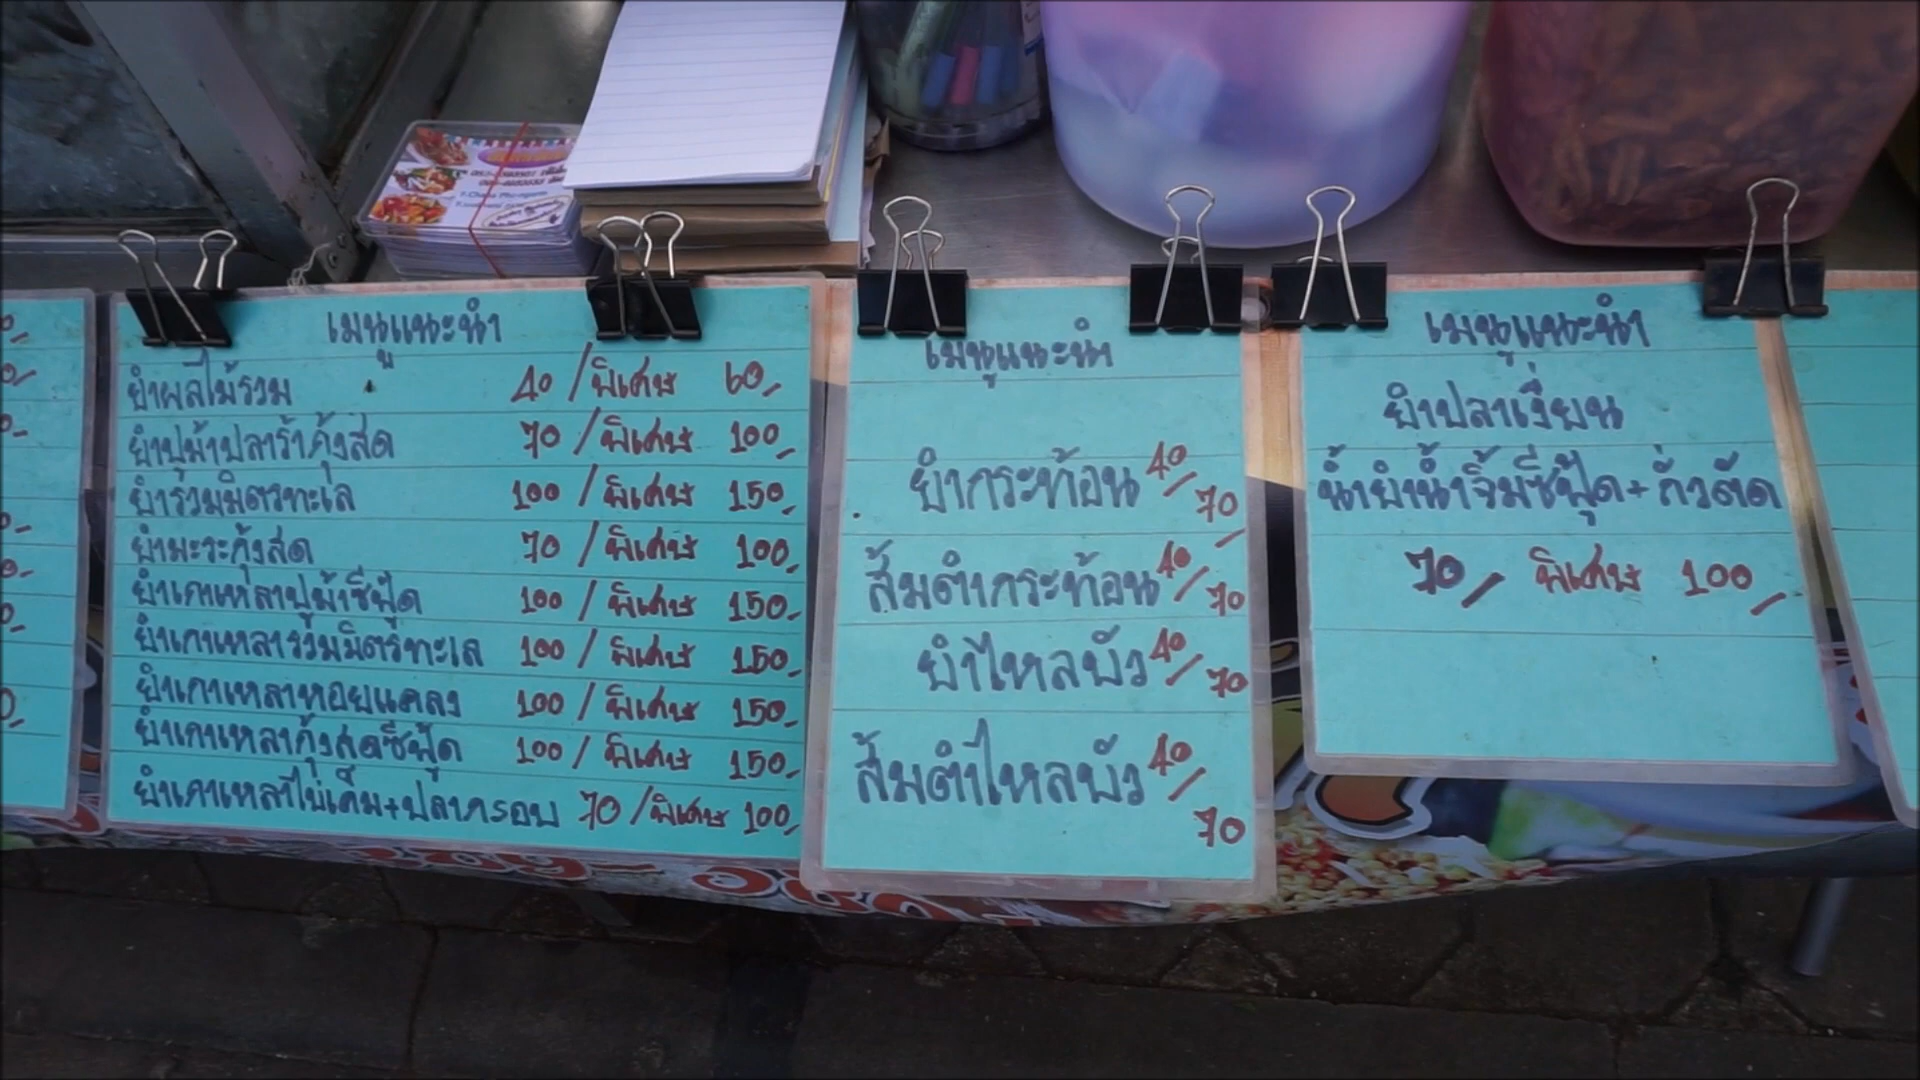 เมนูแนะนำ
ยำผลไม้รวม 40 /พิเศษ 60,-
ยำปูม้าปลาร้ากุ้งสด 70 /พิเศษ 100,-
ยำรวมมิตรทะเล 100 /พิเศษ 150,-
ยำมะระกุ้งสด 70 /พิเศษ 100,-
ยำเกาเหลาปูม้าซีฟู้ด 100 /พิเศษ 150,-
ยำเกาเหลารวมมิตรทะเล 100 /พิเศษ 150,-
ยำเกาเหลาหอยแครง 100 /พิเศษ 150,-
ยำเกาเหลากุ้งสดซีฟู้ด 100 /พิเศษ 150,-
ยำเกาเหลาไข่เค็ม+ปลากรอบ 70 /พิเศษ 100,-
เมนูแนะนำ
ยำกระท้อน 40/70
ส้มตำกระท้อน 40/70
ยำไหลบัว 40/70
ส้มตำไหลบัว 40/70
เมนูแนะนำ
ยำปลาเงี่ยน
น้ำยำน้ำจิ้มซีฟู้ด+ถั่วตัด
70,- พิเศษ 100,-